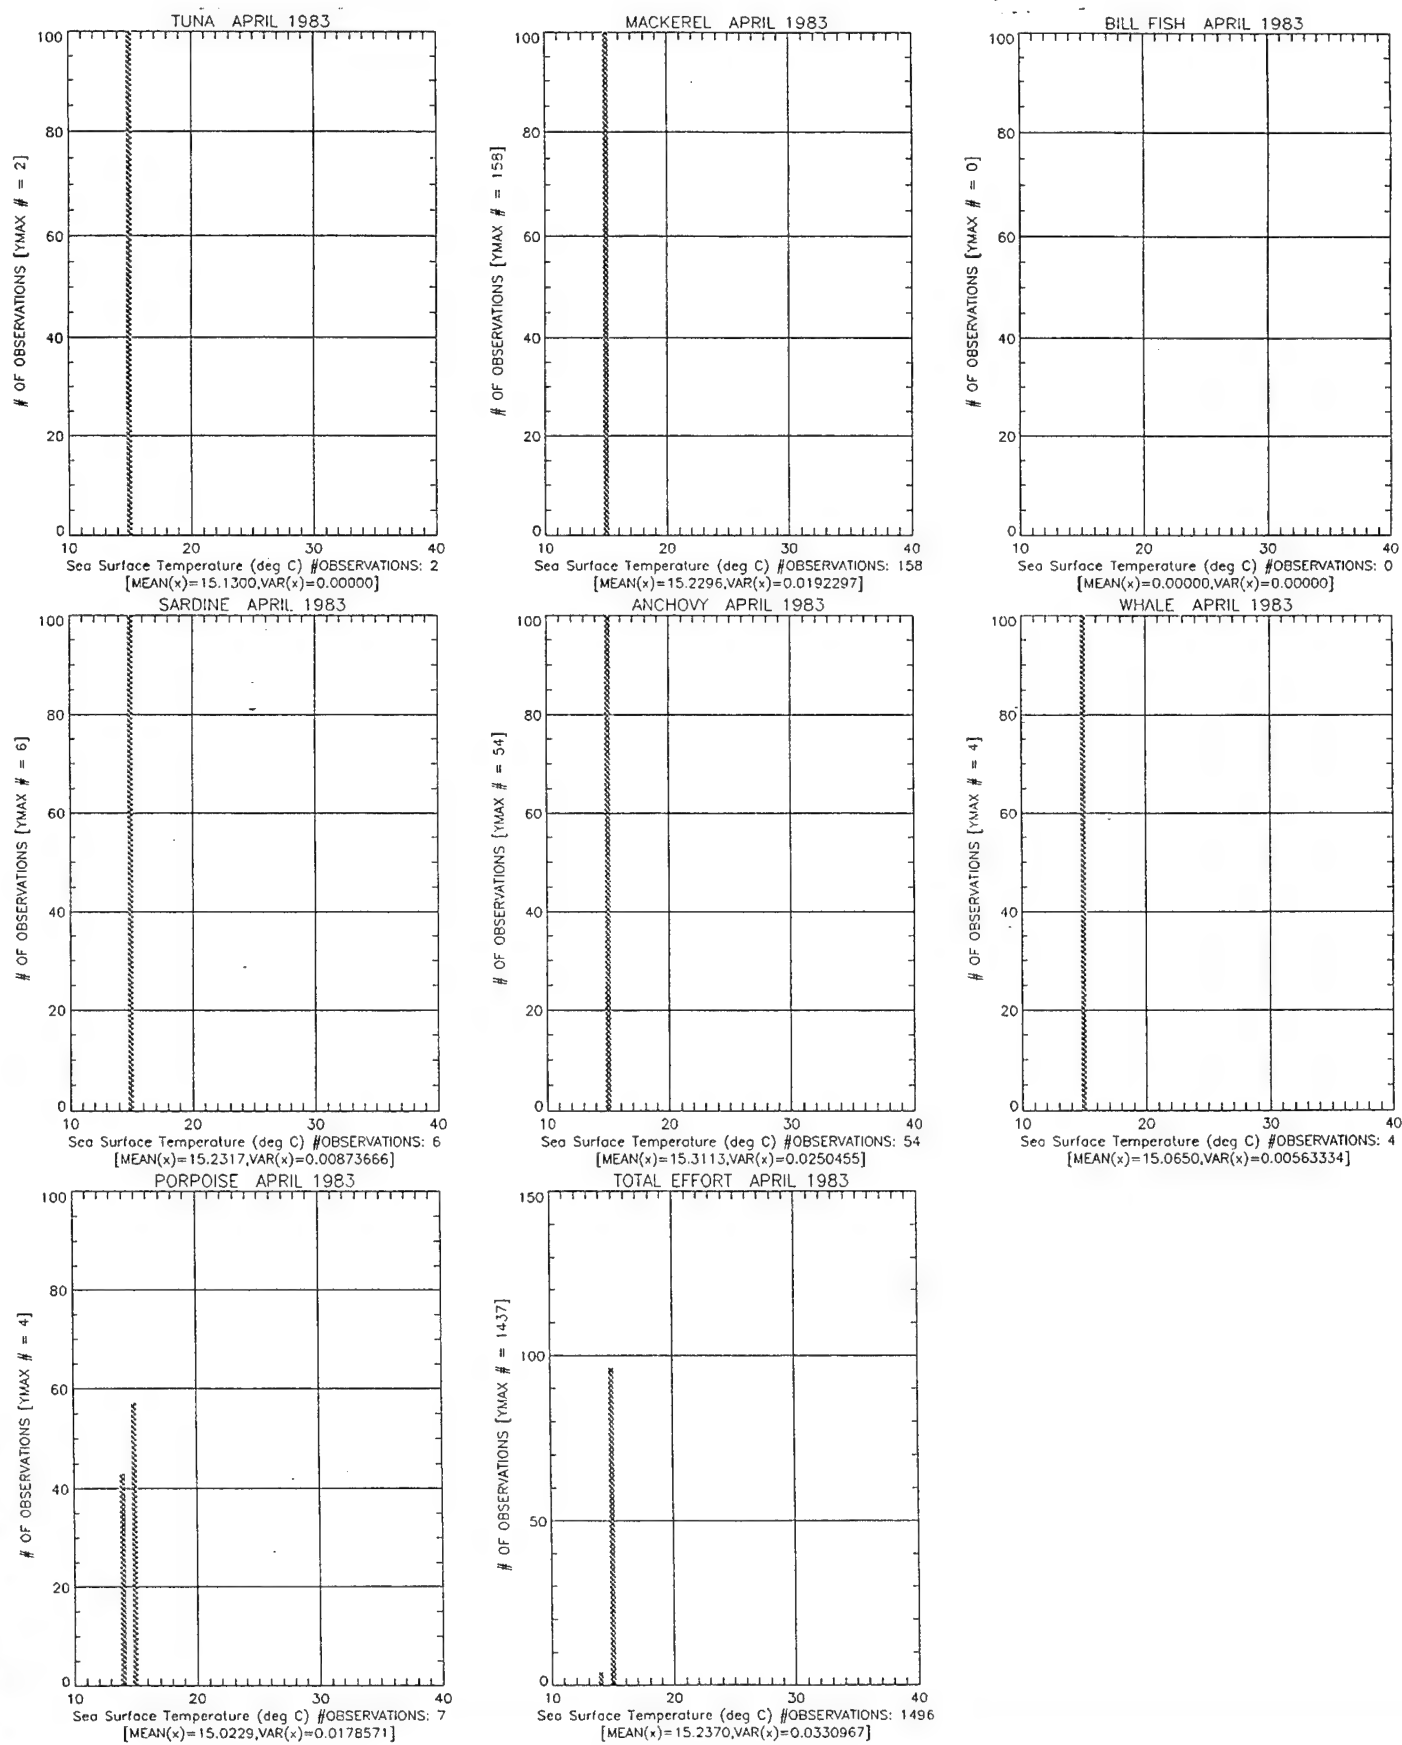 TUNA APRIL 1983
100
80
60
40
20
0
# OF OBSERVATIONS [YMAX # = 2]
10 20 30 40
Sea Surface Temperature (deg C) #OBSERVATIONS: 2
[MEAN(x)=15.1300,VAR(x)=0.00000]
MACKEREL APRIL 1983
100
80
60
40
20
0
# OF OBSERVATIONS [YMAX # = 158]
10 20 30 40
Sea Surface Temperature (deg C) #OBSERVATIONS: 158
[MEAN(x)=15.2296,VAR(x)=0.0192297]
BILL FISH APRIL 1983
100
80
60
40
20
0
# OF OBSERVATIONS [YMAX # = 0]
10 20 30 40
Sea Surface Temperature (deg C) #OBSERVATIONS: 0
[MEAN(x)=0.00000,VAR(x)=0.00000]
SARDINE APRIL 1983
100
80
60
40
20
0
# OF OBSERVATIONS [YMAX # = 6]
10 20 30 40
Sea Surface Temperature (deg C) #OBSERVATIONS: 6
[MEAN(x)=15.2317,VAR(x)=0.00873666]
ANCHOVY APRIL 1983
100
80
60
40
20
0
# OF OBSERVATIONS [YMAX # = 54]
10 20 30 40
Sea Surface Temperature (deg C) #OBSERVATIONS: 54
[MEAN(x)=15.3113,VAR(x)=0.0250455]
WHALE APRIL 1983
100
80
60
40
20
0
# OF OBSERVATIONS [YMAX # = 4]
10 20 30 40
Sea Surface Temperature (deg C) #OBSERVATIONS: 4
[MEAN(x)=15.0650,VAR(x)=0.00563334]
PORPOISE APRIL 1983
100
80
60
40
20
0
# OF OBSERVATIONS [YMAX # = 4]
10 20 30 40
Sea Surface Temperature (deg C) #OBSERVATIONS: 7
[MEAN(x)=15.0229,VAR(x)=0.0178571]
TOTAL EFFORT APRIL 1983
150
100
50
0
# OF OBSERVATIONS [YMAX # = 1437]
10 20 30 40
Sea Surface Temperature (deg C) #OBSERVATIONS: 1496
[MEAN(x)=15.2370,VAR(x)=0.0330967]